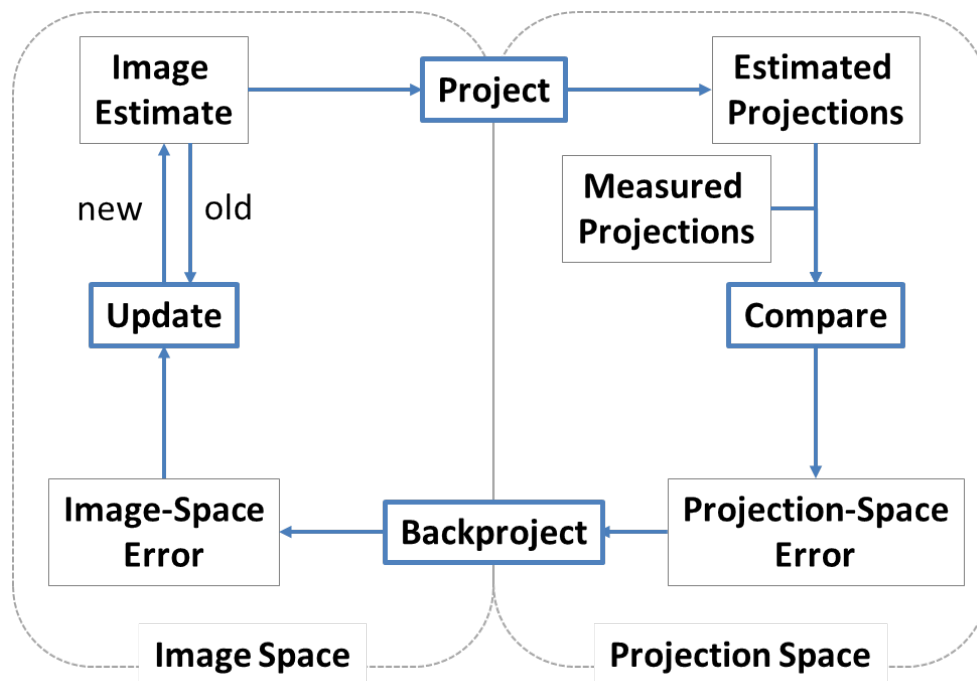 Image
Estimate
Project
Estimated
Projections
new
old
Measured
Projections
Update
Compare
Image-Space
Error
Backproject
Projection-Space
Error
Image Space
Projection Space